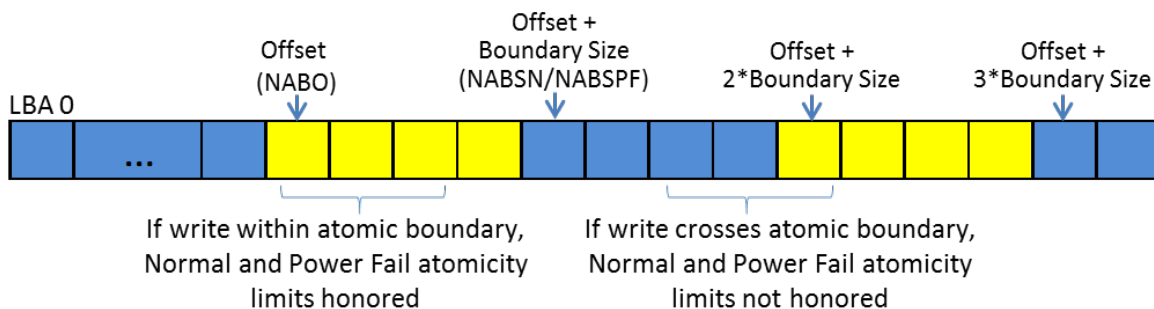 Offset
(NABO)
Offset +
Boundary Size
(NABSN/NABSPF)
Offset +
2*Boundary Size
Offset +
3*Boundary Size
LBA 0
...
If write within atomic boundary,
Normal and Power Fail atomicity
limits honored
If write crosses atomic boundary,
Normal and Power Fail atomicity
limits not honored